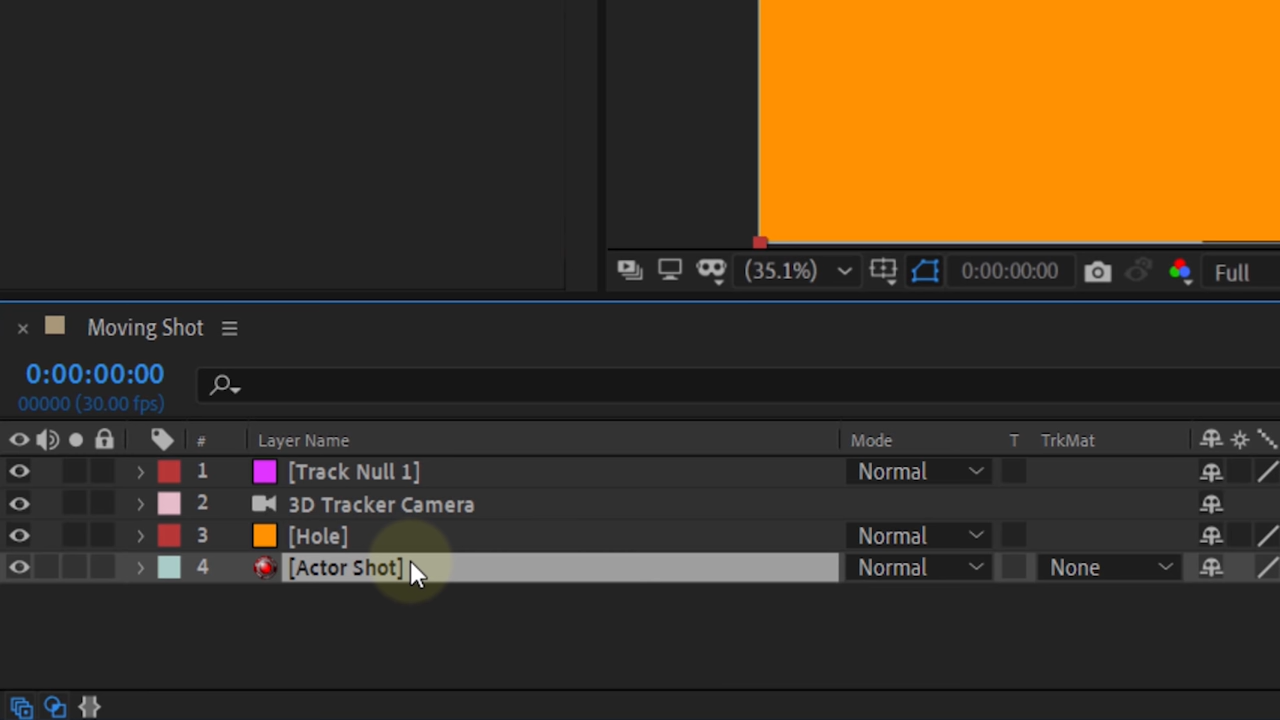 (35.1%) 0:00:00:00 Full
× Moving Shot
0:00:00:00
00000 (30.00 fps)
# Layer Name Mode T TrkMat
1 [Track Null 1] Normal
2 3D Tracker Camera
3 [Hole] Normal
4 [Actor Shot] Normal None